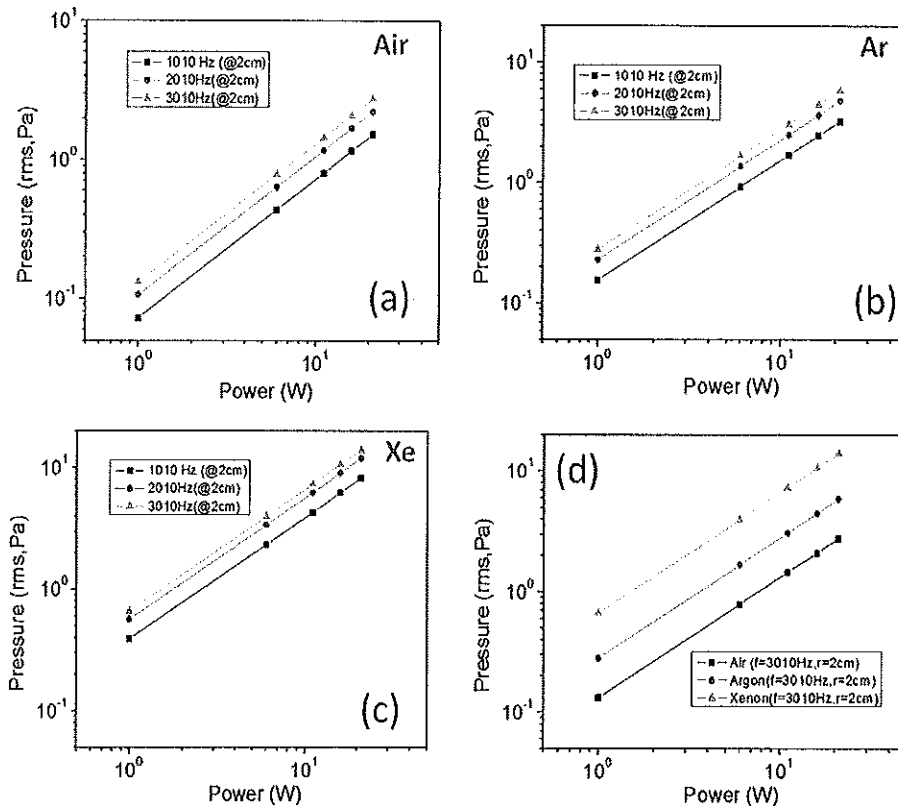 Air
1010 Hz (@2cm)
2010Hz(@2cm)
3010Hz(@2cm)
10¹
10⁰
10⁻¹
Pressure (rms,Pa)
(a)
10⁰
10¹
Power (W)
Ar
1010 Hz (@2cm)
2010Hz(@2cm)
3010Hz(@2cm)
10¹
10⁰
10⁻¹
Pressure (rms,Pa)
(b)
10⁰
10¹
Power (W)
Xe
1010 Hz (@2cm)
2010Hz(@2cm)
3010Hz(@2cm)
10¹
10⁰
10⁻¹
Pressure (rms,Pa)
(c)
10⁰
10¹
Power (W)
(d)
10¹
10⁰
10⁻¹
Pressure (rms,Pa)
Air (f=3010Hz,r=2cm)
Argon(f=3010Hz,r=2cm)
Xenon(f=3010Hz,r=2cm)
10⁰
10¹
Power (W)